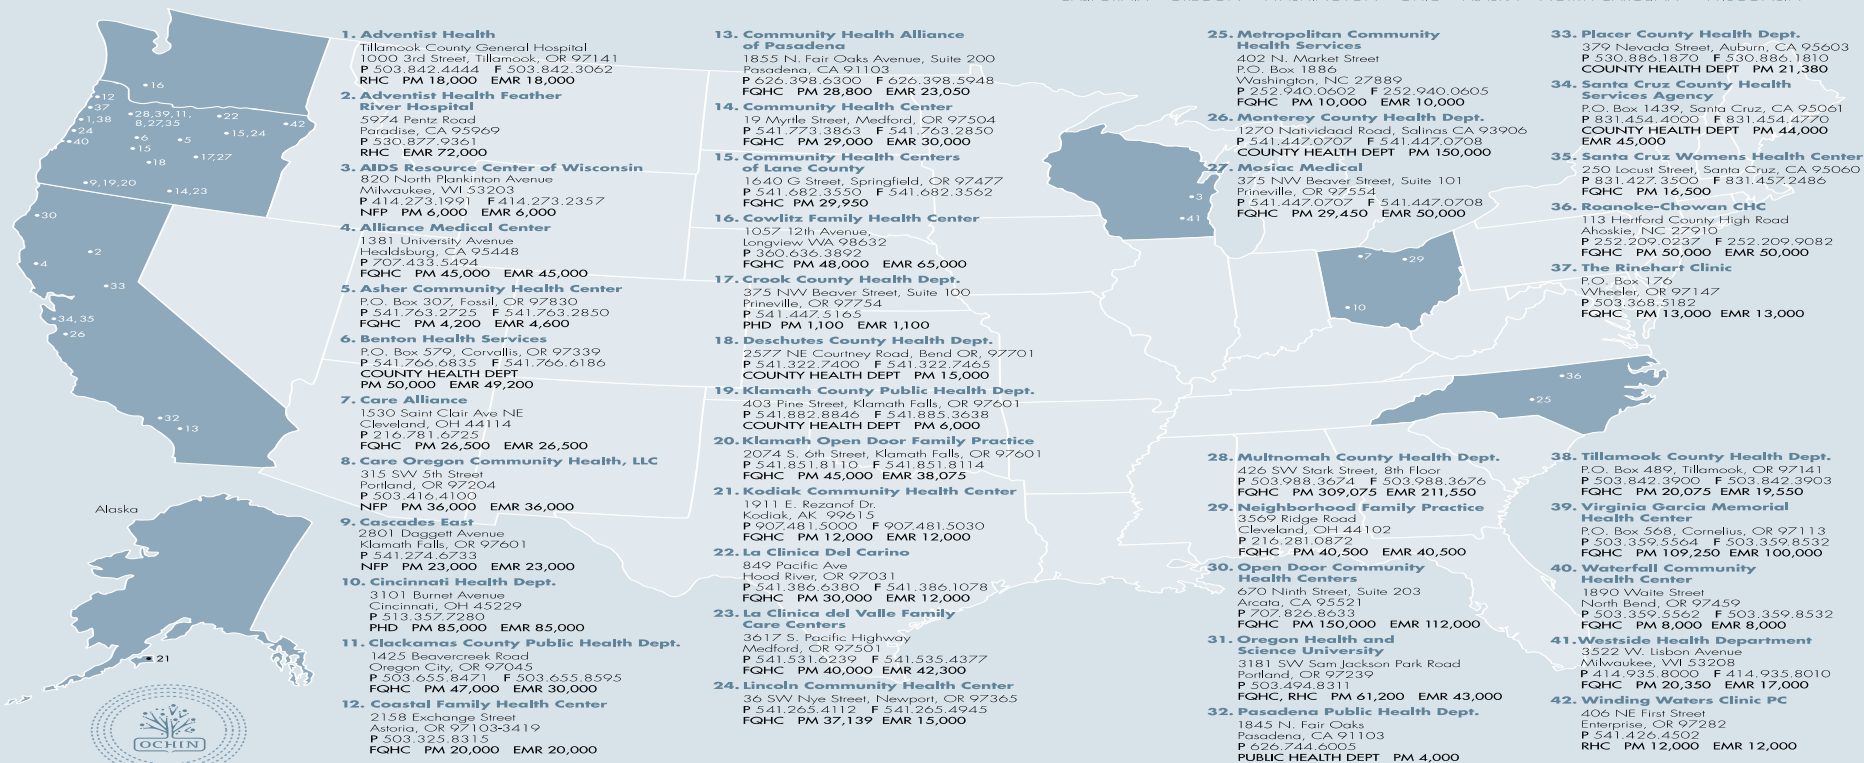 1. Adventist Health
Tillamook County General Hospital
1000 3rd Street, Tillamook, OR 97141
P 503.842.4444 F 503.842.3062
RHC PM 18,000 EMR 18,000
2. Adventist Health Feather
River Hospital
5974 Pentz Road
Paradise, CA 95969
P 530.877.9361
RHC EMR 72,000
3. AIDS Resource Center of Wisconsin
820 North Plankinton Avenue
Milwaukee, WI 53203
P 414.273.1991 F 414.273.2357
NFP PM 6,000 EMR 6,000
4. Alliance Medical Center
1381 University Avenue
Healdsburg, CA 95448
P 707.433.5494
FQHC PM 45,000 EMR 45,000
5. Asher Community Health Center
P.O. Box 307, Fossil, OR 97830
P 541.763.2725 F 541.763.2850
FQHC PM 4,200 EMR 4,600
6. Benton Health Services
P.O. Box 579, Corvallis, OR 97339
P 541.766.6835 F 541.766.6186
COUNTY HEALTH DEPT
PM 50,000 EMR 49,200
7. Care Alliance
1530 Saint Clair Ave NE
Cleveland, OH 44114
P 216.781.6725
FQHC PM 26,500 EMR 26,500
8. Care Oregon Community Health, LLC
315 SW 5th Street
Portland, OR 97204
P 503.416.4100
NFP PM 36,000 EMR 36,000
9. Cascades East
2801 Daggett Avenue
Klamath Falls, OR 97601
P 541.274.6733
NFP PM 23,000 EMR 23,000
10. Cincinnati Health Dept.
3101 Burnet Avenue
Cincinnati, OH 45229
P 513.357.7280
PHD PM 85,000 EMR 85,000
11. Clackamas County Public Health Dept.
1425 Beavercreek Road
Oregon City, OR 97045
P 503.655.8471 F 503.655.8595
FQHC PM 47,000 EMR 30,000
12. Coastal Family Health Center
2158 Exchange Street
Astoria, OR 97103-3419
P 503.325.8315
FQHC PM 20,000 EMR 20,000
13. Community Health Alliance
of Pasadena
1855 N. Fair Oaks Avenue, Suite 200
Pasadena, CA 91103
P 626.398.6300 F 626.398.5948
FQHC PM 28,800 EMR 23,050
14. Community Health Center
19 Myrtle Street, Medford, OR 97504
P 541.773.3863 F 541.763.2850
FQHC PM 29,000 EMR 30,000
15. Community Health Centers
of Lane County
1640 G Street, Springfield, OR 97477
P 541.682.3550 F 541.682.3562
FQHC PM 29,950
16. Cowlitz Family Health Center
1057 12th Avenue,
Longview WA 98632
P 360.636.3892
FQHC PM 48,000 EMR 65,000
17. Crook County Health Dept.
375 NW Beaver Street, Suite 100
Prineville, OR 97754
P 541.447.5165
PHD PM 1,100 EMR 1,100
18. Deschutes County Health Dept.
2577 NE Courtney Road, Bend OR, 97701
P 541.322.7400 F 541.322.7465
COUNTY HEALTH DEPT PM 15,000
19. Klamath County Public Health Dept.
403 Pine Street, Klamath Falls, OR 97601
P 541.882.8846 F 541.885.3638
COUNTY HEALTH DEPT PM 6,000
20. Klamath Open Door Family Practice
2074 S. 6th Street, Klamath Falls, OR 97601
P 541.851.8110 F 541.851.8114
FQHC PM 45,000 EMR 38,075
21. Kodiak Community Health Center
1911 E. Rezanof Dr.
Kodiak, AK 99615
P 907.481.5000 F 907.481.5030
FQHC PM 12,000 EMR 12,000
22. La Clinica Del Carino
849 Pacific Ave
Hood River, OR 97031
P 541.386.6380 F 541.386.1078
FQHC PM 30,000 EMR 12,000
23. La Clinica del Valle Family
Care Centers
3617 S. Pacific Highway
Medford, OR 97501
P 541.531.6239 F 541.535.4377
FQHC PM 40,000 EMR 42,300
24. Lincoln Community Health Center
36 SW Nye Street, Newport, OR 97365
P 541.265.4112 F 541.265.4945
FQHC PM 37,139 EMR 15,000
25. Metropolitan Community
Health Services
402 N. Market Street
P.O. Box 1886
Washington, NC 27889
P 252.940.0602 F 252.940.0605
FQHC PM 10,000 EMR 10,000
26. Monterey County Health Dept.
1270 Natividaad Road, Salinas CA 93906
P 541.447.0707 F 541.447.0708
COUNTY HEALTH DEPT PM 150,000
27. Mosiac Medical
375 NW Beaver Street, Suite 101
Prineville, OR 97554
P 541.447.0707 F 541.447.0708
FQHC PM 29,450 EMR 50,000
28. Multnomah County Health Dept.
426 SW Stark Street, 8th Floor
P 503.988.3674 F 503.988.3676
FQHC PM 309,075 EMR 211,550
29. Neighborhood Family Practice
3569 Ridge Road
Cleveland, OH 44102
P 216.281.0872
FQHC PM 40,500 EMR 40,500
30. Open Door Community
Health Centers
670 Ninth Street, Suite 203
Arcata, CA 95521
P 707.826.8633
FQHC PM 150,000 EMR 112,000
31. Oregon Health and
Science University
3181 SW Sam Jackson Park Road
Portland, OR 97239
P 503.494.8311
FQHC, RHC PM 61,200 EMR 43,000
32. Pasadena Public Health Dept.
1845 N. Fair Oaks
Pasadena, CA 91103
P 626.744.6005
PUBLIC HEALTH DEPT PM 4,000
33. Placer County Health Dept.
379 Nevada Street, Auburn, CA 95603
P 530.886.1870 F 530.886.1810
COUNTY HEALTH DEPT PM 21,380
34. Santa Cruz County Health
Services Agency
P.O. Box 1439, Santa Cruz, CA 95061
P 831.454.4000 F 831.454.4770
COUNTY HEALTH DEPT PM 44,000
EMR 45,000
35. Santa Cruz Womens Health Center
250 Locust Street, Santa Cruz, CA 95060
P 831.427.3500 F 831.457.2486
FQHC PM 16,500
36. Roanoke-Chowan CHC
113 Hertford County High Road
Ahoskie, NC 27910
P 252.209.0237 F 252.209.9082
FQHC PM 50,000 EMR 50,000
37. The Rinehart Clinic
P.O. Box 176
Wheeler, OR 97147
P 503.368.5182
FQHC PM 13,000 EMR 13,000
38. Tillamook County Health Dept.
P.O. Box 489, Tillamook, OR 97141
P 503.842.3900 F 503.842.3903
FQHC PM 20,075 EMR 19,550
39. Virginia Garcia Memorial
Health Center
P.O. Box 568, Cornelius, OR 97113
P 503.359.5564 F 503.359.8532
FQHC PM 109,250 EMR 100,000
40. Waterfall Community
Health Center
1890 Waite Street
North Bend, OR 97459
P 503.359.5562 F 503.359.8532
FQHC PM 8,000 EMR 8,000
41. Westside Health Department
3522 W. Lisbon Avenue
Milwaukee, WI 53208
P 414.935.8000 F 414.935.8010
FQHC PM 20,350 EMR 17,000
42. Winding Waters Clinic PC
406 NE First Street
Enterprise, OR 97282
P 541.426.4502
RHC PM 12,000 EMR 12,000
16
12
37
1,38
28,39,11,
8,27,35
22
42
24
40
6
5
15,24
15
18
17,27
9,19,20
14,23
30
2
4
33
34,35
26
32
13
Alaska
21
OCHIN
3
41
7
29
10
36
25